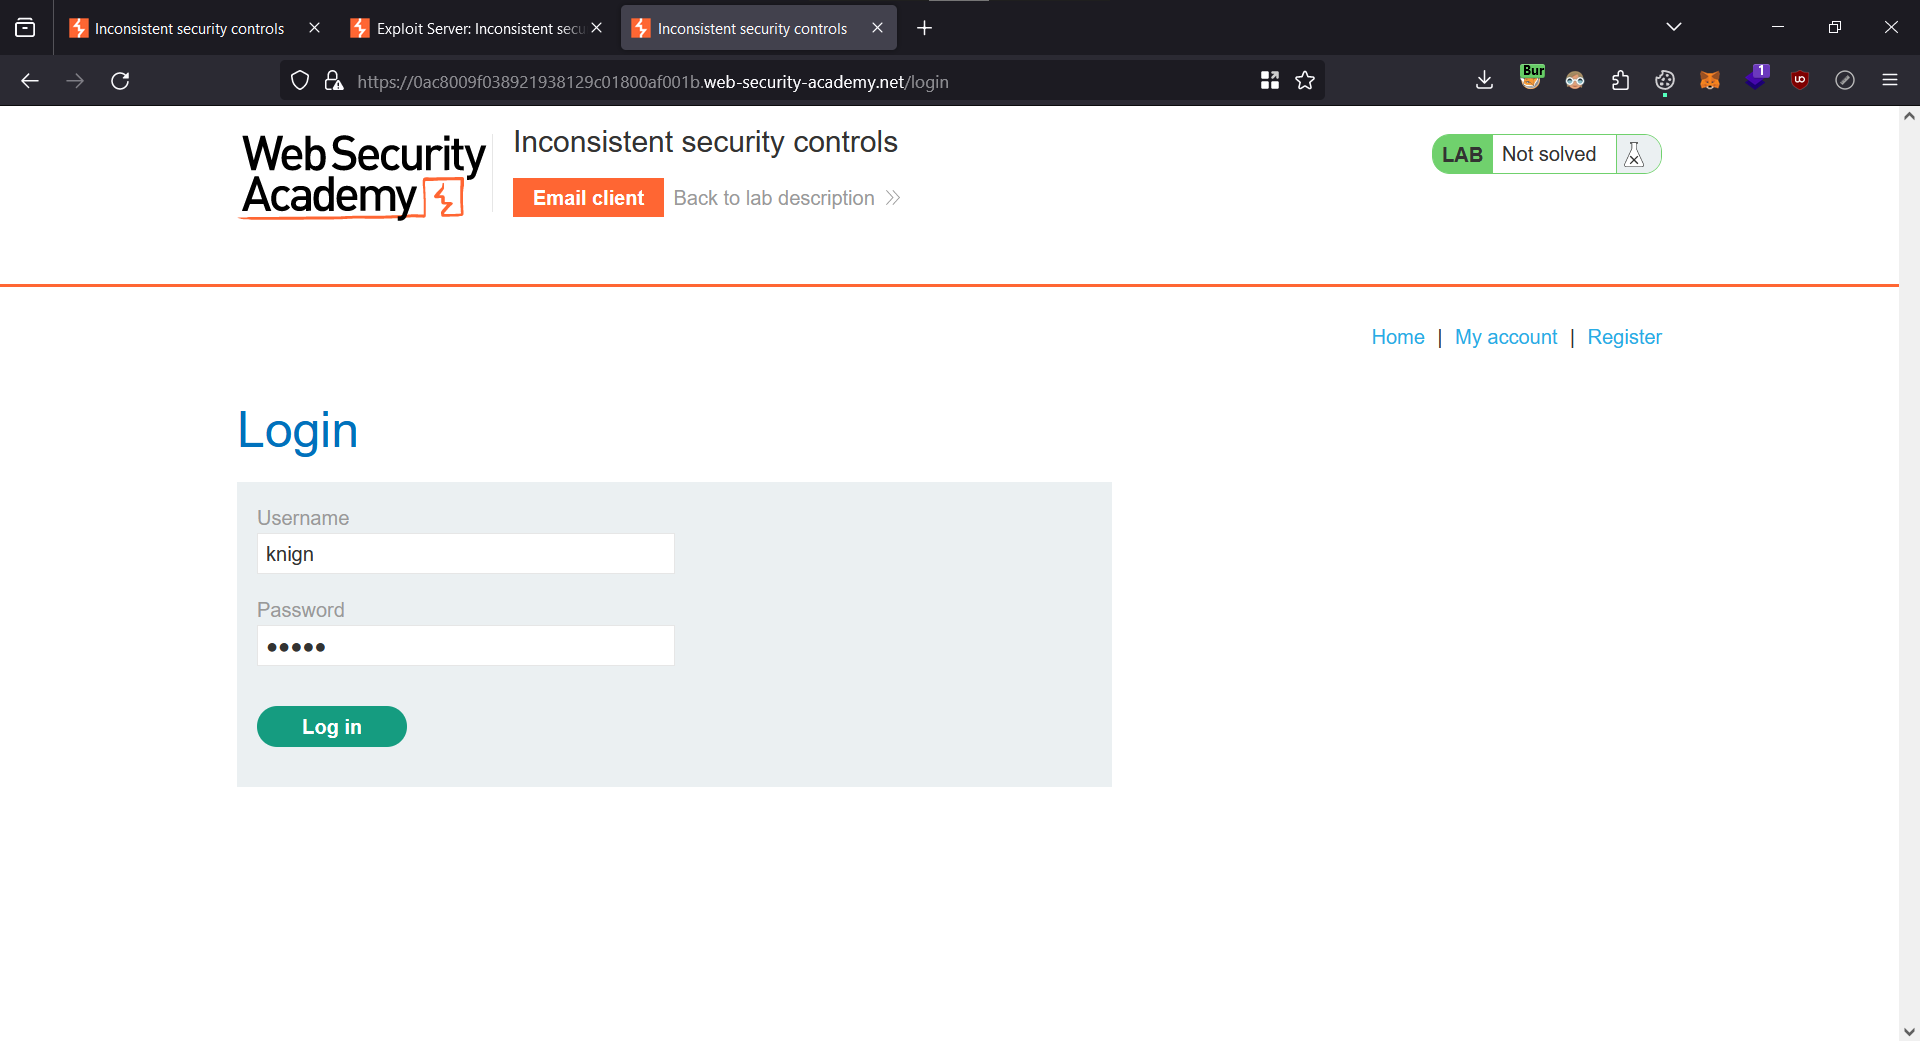 Inconsistent security controls
Exploit Server: Inconsistent secu
Inconsistent security controls
https://0ac8009f038921938129c01800af001b.web-security-academy.net/login
Bur
1
Web Security
Academy
Inconsistent security controls
Email client
Back to lab description
LAB
Not solved
Home | My account | Register
Login
Username
knign
Password
•••••
Log in